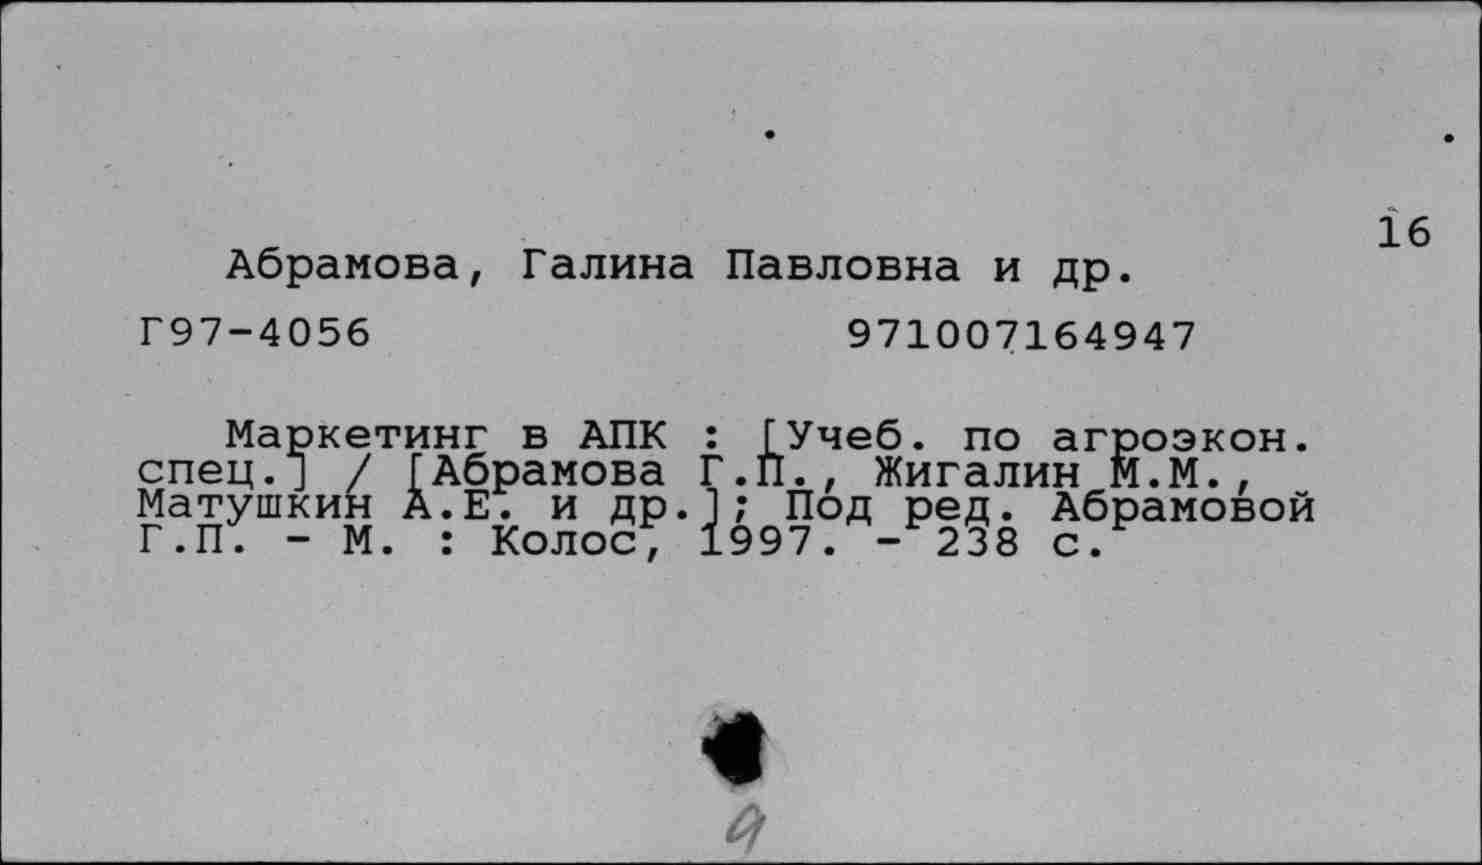 16
Абрамова, Галина Павловна и др.
Г97-4056 971007164947
Маркетинг в АПК : [Учеб. по агроэкон.
спец.] / [Абрамова Г.П., Жигалин М.М.,
Матушкин А.Е. и др.]; Под ред. Абрамовой
Г.П. - М. : Колос, 1997. - 238 с.